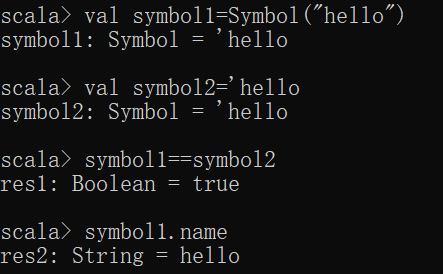 scala> val symbol1=Symbol("hello")
symbol1: Symbol = 'hello
scala> val symbol2='hello
symbol2: Symbol = 'hello
scala> symbol1==symbol2
res1: Boolean = true
scala> symbol1.name
res2: String = hello